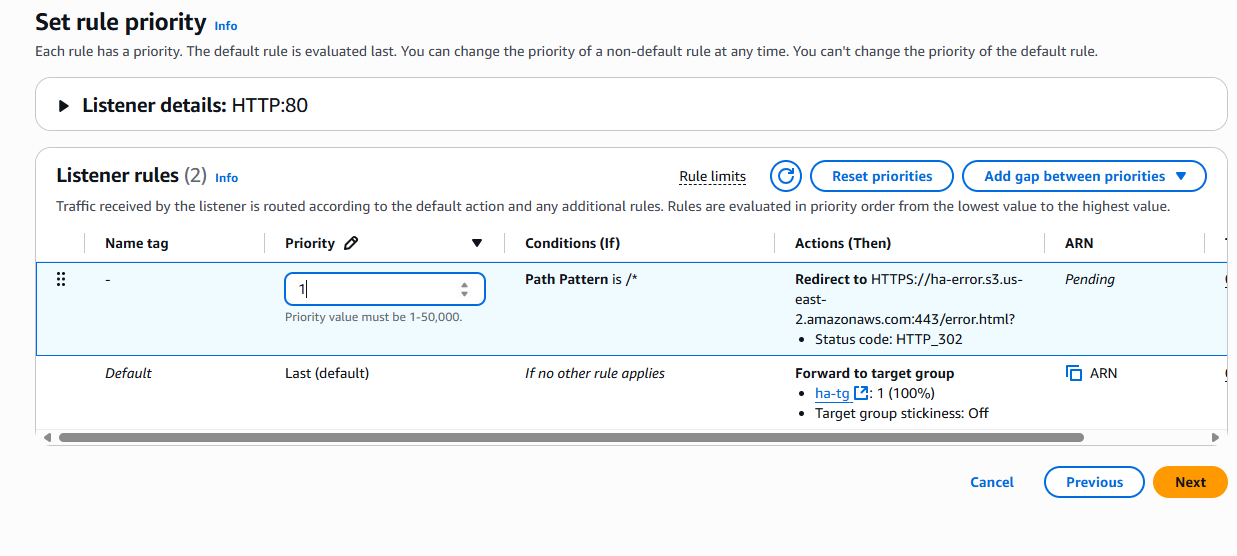 Set rule priority Info
Each rule has a priority. The default rule is evaluated last. You can change the priority of a non-default rule at any time. You can't change the priority of the default rule.
Listener details: HTTP:80
Listener rules (2) Info
Rule limits
Reset priorities
Add gap between priorities
Traffic received by the listener is routed according to the default action and any additional rules. Rules are evaluated in priority order from the lowest value to the highest value.
Name tag Priority Conditions (If) Actions (Then) ARN
-
1
Priority value must be 1-50,000.
Path Pattern is /*
Redirect to HTTPS://ha-error.s3.us-
east-
2.amazonaws.com:443/error.html?
• Status code: HTTP_302
Pending
Default
Last (default)
If no other rule applies
Forward to target group
• ha-tg : 1 (100%)
• Target group stickiness: Off
ARN
Cancel
Previous
Next